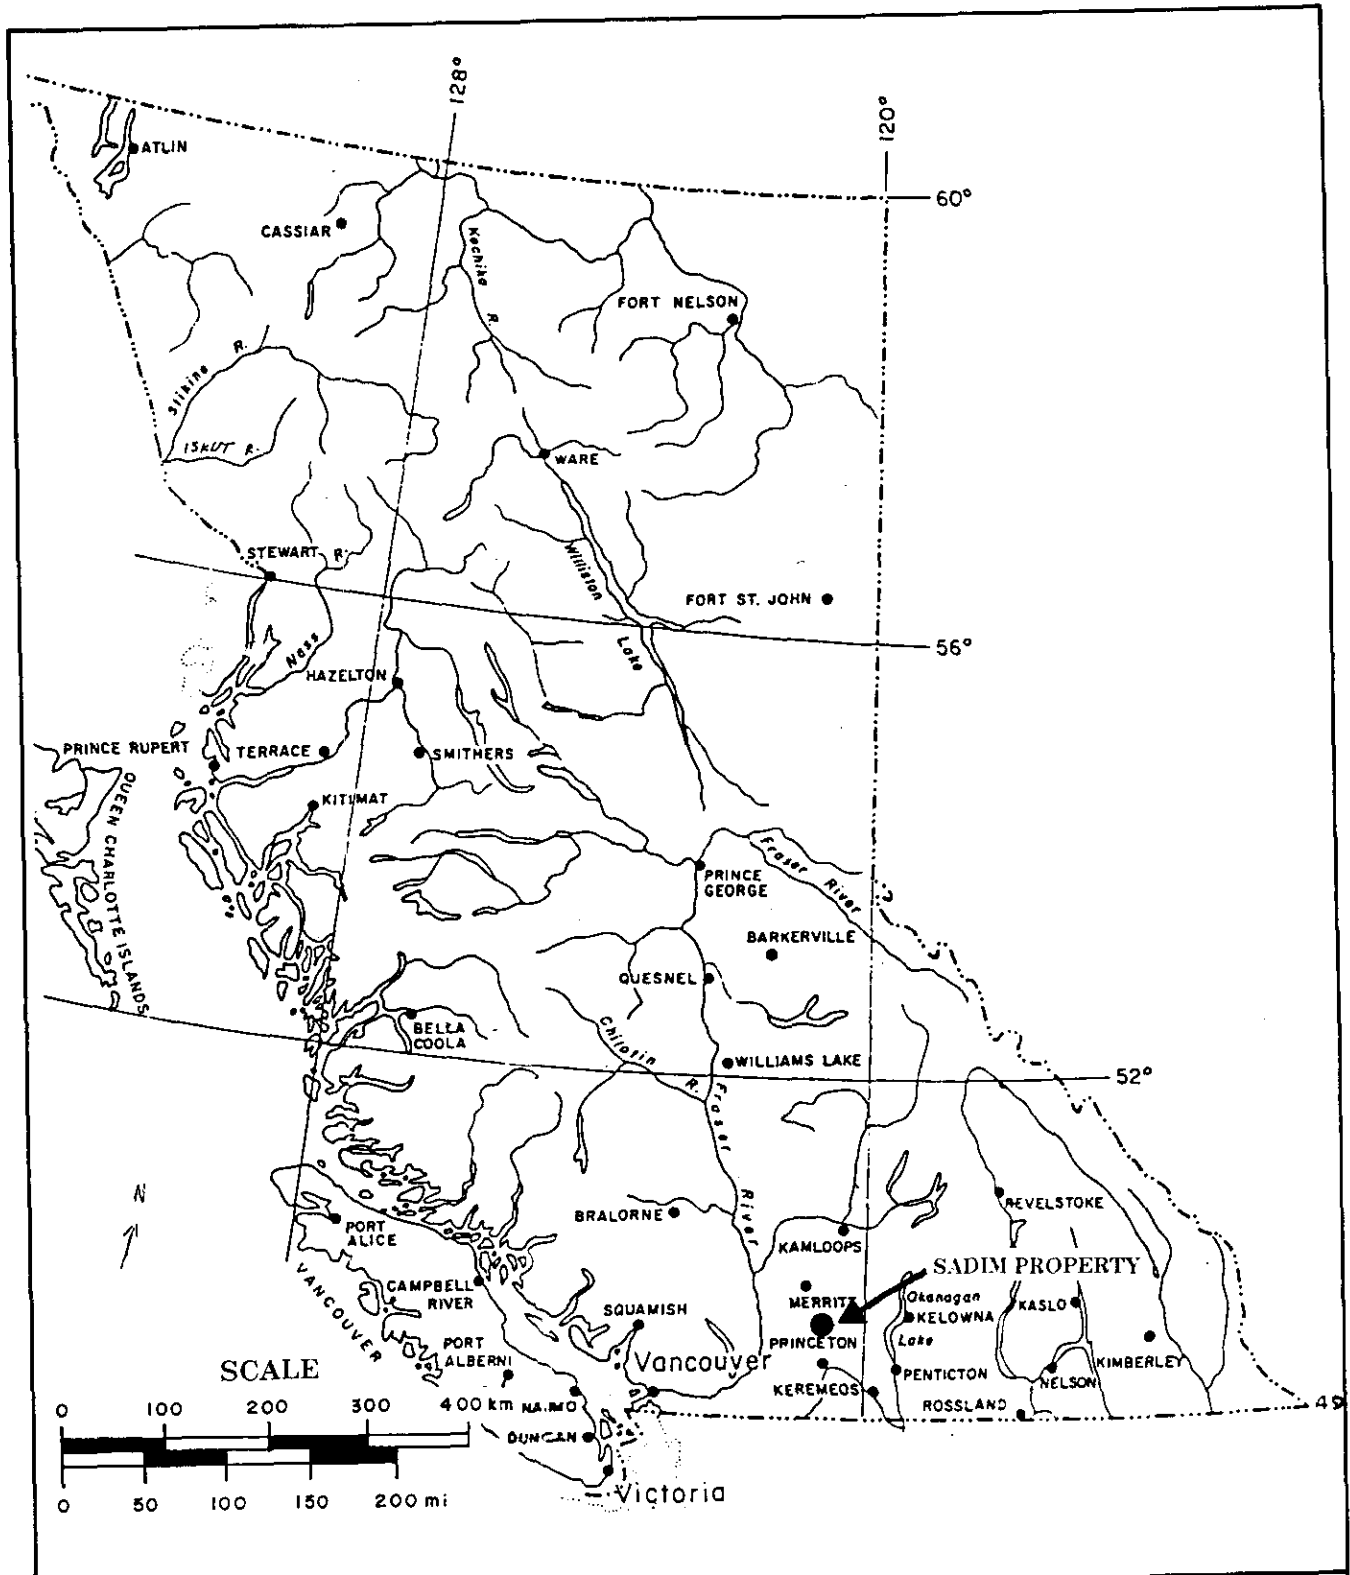 128°
120°
ATLIN
60°
CASSIAR
Kechika
R.
FORT NELSON
Stikine R.
ISKUT R.
WARE
STEWART
R.
Williston
FORT ST. JOHN
56°
Nass
Lake
HAZELTON
PRINCE RUPERT
TERRACE
SMITHERS
QUEEN CHARLOTTE ISLANDS
KITIMAT
Fraser River
PRINCE
GEORGE
BARKERVILLE
QUESNEL
BELLA
COOLA
Chilotin
R.
WILLIAMS LAKE
52°
Fraser
River
N
REVELSTOKE
PORT
ALICE
BRALORNE
KAMLOOPS
SADIM PROPERTY
VANCOUVER
CAMPBELL
RIVER
MERRITT
Okanagan
KELOWNA
Lake
KASLO
SQUAMISH
PRINCETON
PORT
ALBERNI
Vancouver
KIMBERLEY
SCALE
KEREMEOS
PENTICTON
NELSON
ROSSLAND
49
0 100 200 300 400 km
DUNCAN
0 50 100 150 200 mi
Victoria